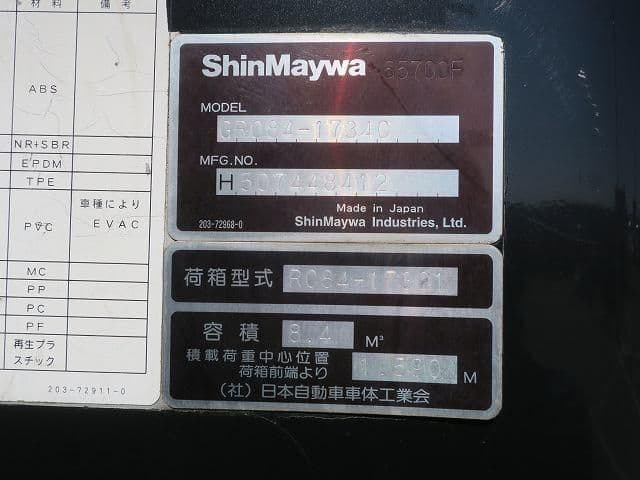 材料 備考
ABS
NR+SBR
EPDM
TPE
PVC 車種により
EVAC
MC
PP
PC
PF
再生プラ
スチック
203-72911-0
ShinMaywa
MODEL
MFG.NO.
H507448412
Made in Japan
203-72968-0 ShinMaywa Industries, Ltd.
荷箱型式
容積 8.4 M³
積載荷重中心位置
荷箱前端より M
(社)日本自動車車体工業会